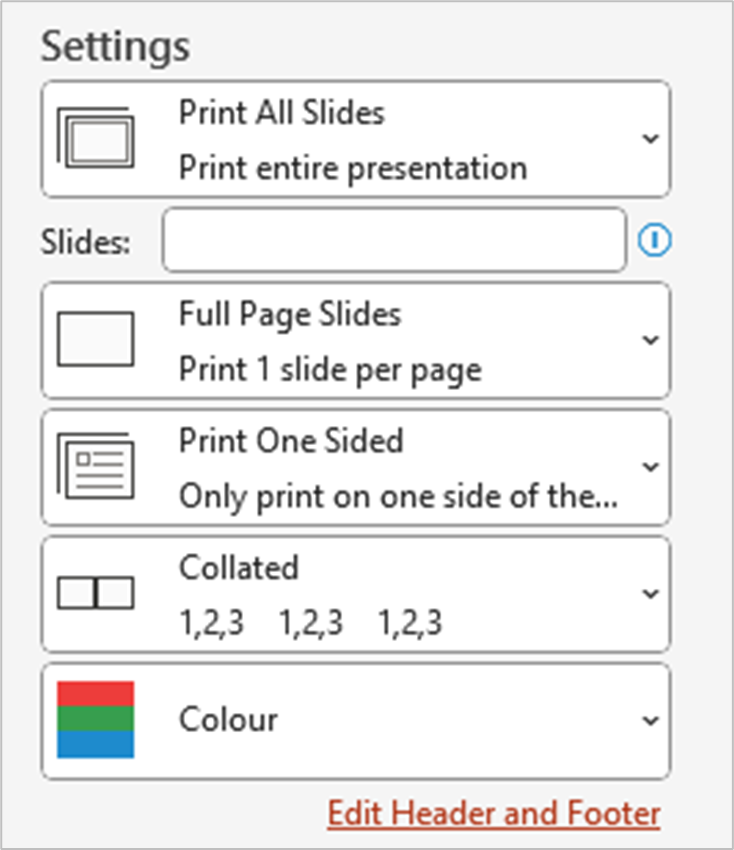 Settings
Print All Slides
Print entire presentation
Slides:
Full Page Slides
Print 1 slide per page
Print One Sided
Only print on one side of the...
Collated
1,2,3 1,2,3 1,2,3
Colour
Edit Header and Footer